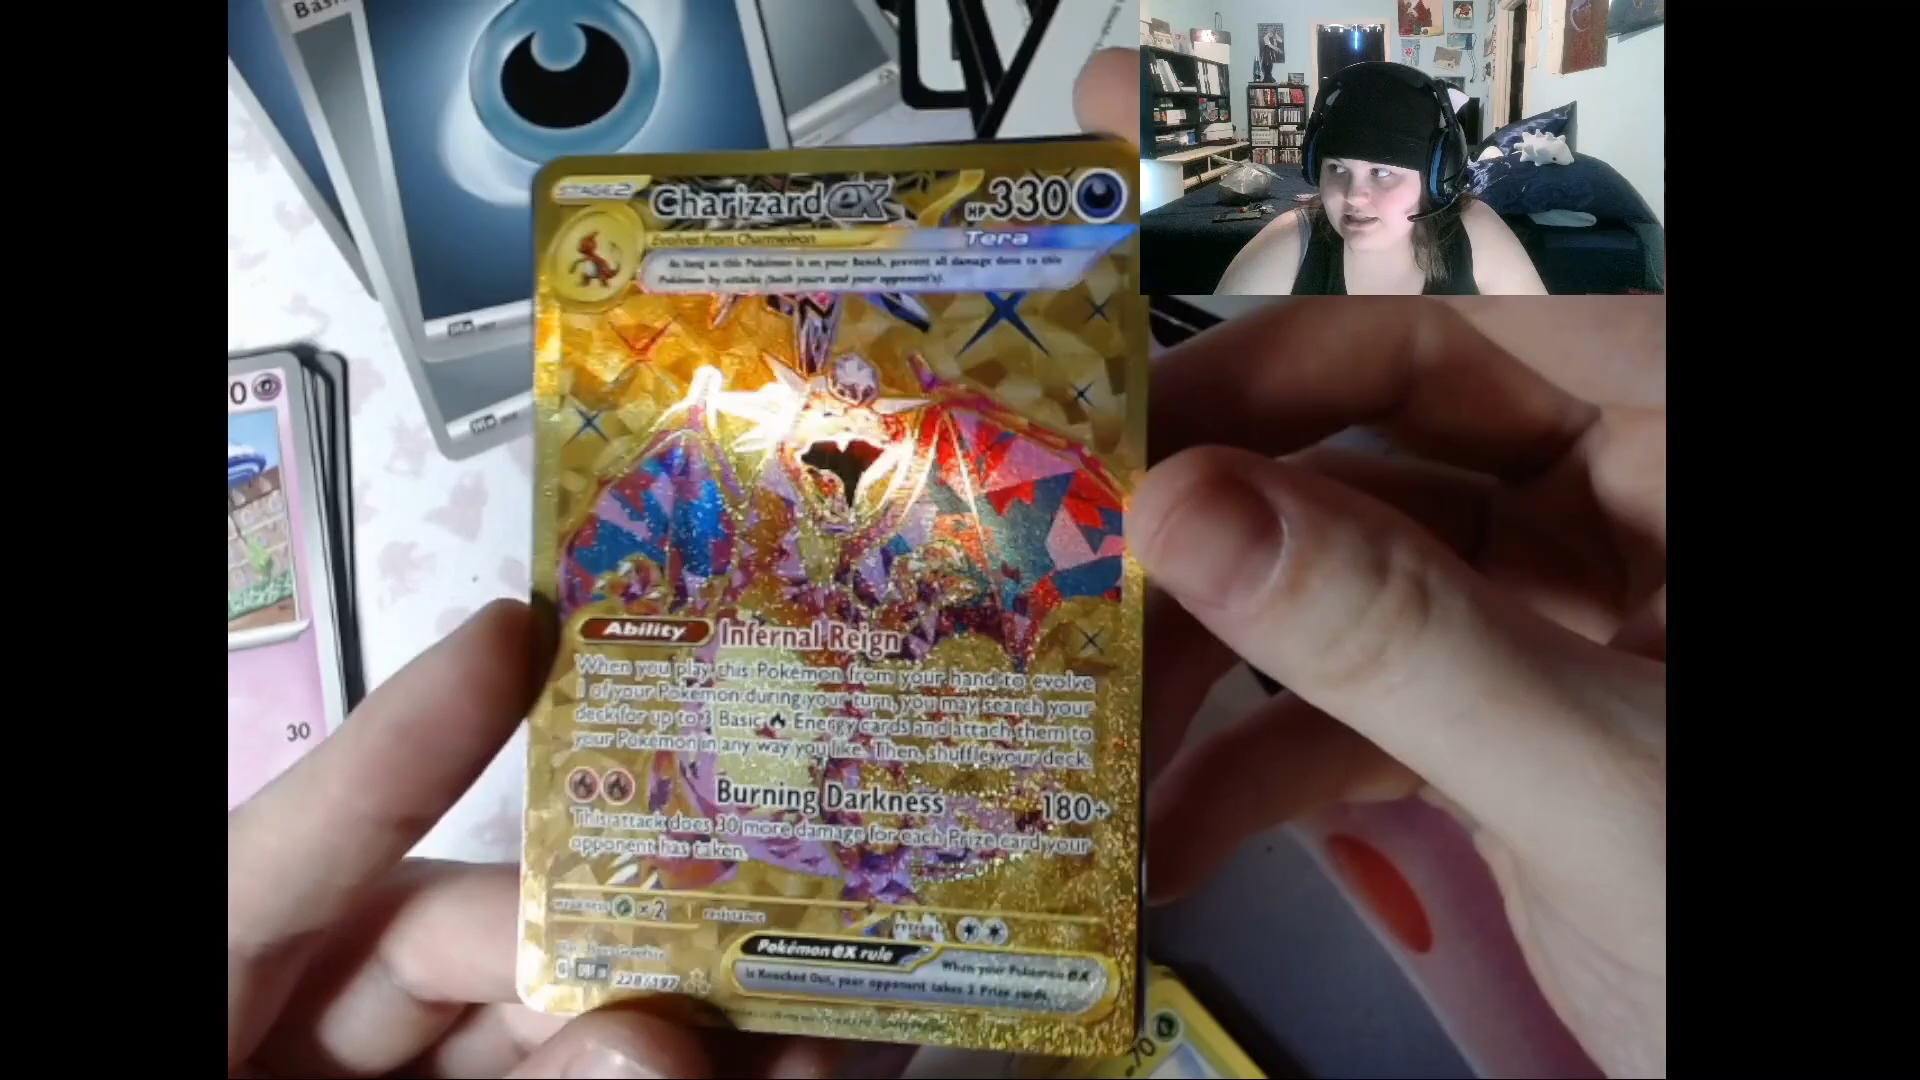 Basi
STAGE2
Charizard ex
HP 330
Evolves from Charmeleon
Tera
As long as this Pokémon is on your Bench, prevent all damage done to this
Pokémon by attacks (both yours and your opponent's).
0
Ability
Infernal Reign
When you play this Pokémon from your hand to evolve
1 of your Pokémon during your turn, you may search your
deck for up to 3 Basic Energy cards and attach them to
your Pokémon in any way you like. Then, shuffle your deck.
30
Burning Darkness 180+
This attack does 30 more damage for each Prize card your
opponent has taken.
weakness ×2 resistance
retreat
Pokémon ex rule
When your Pokémon ex
is Knocked Out, your opponent takes 2 Prize cards.
228/197
70